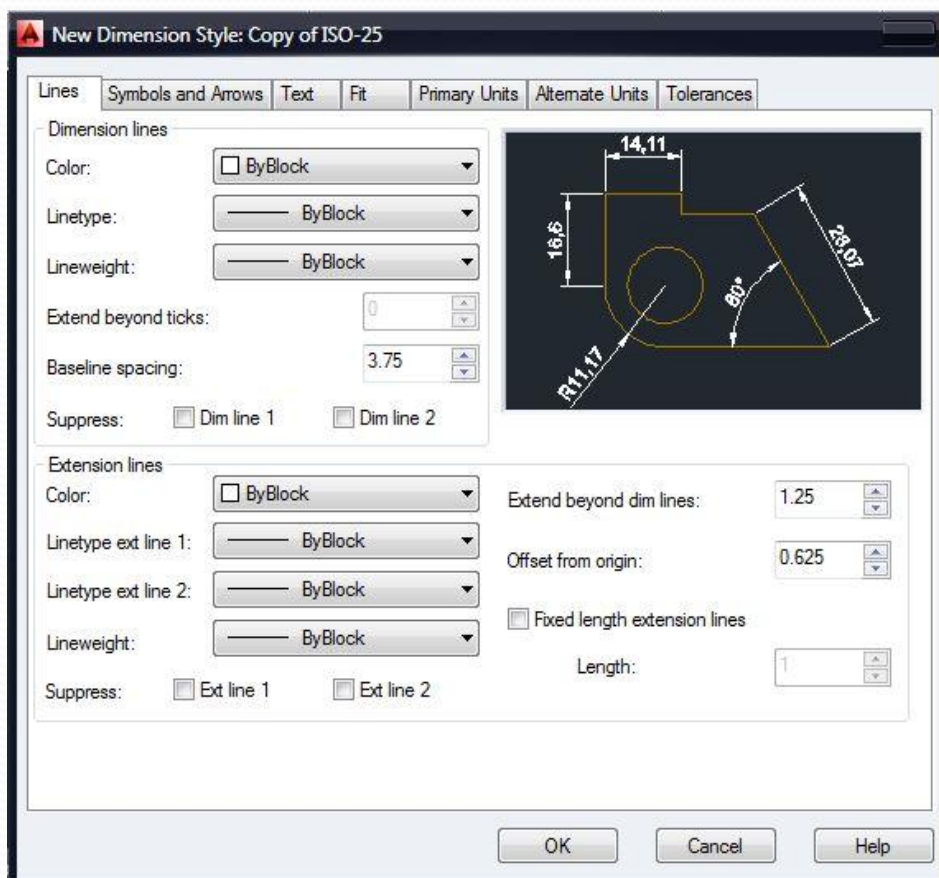 New Dimension Style: Copy of ISO-25
Lines Symbols and Arrows Text Fit Primary Units Alternate Units Tolerances
Dimension lines
Color: ByBlock
Linetype: ByBlock
Lineweight: ByBlock
Extend beyond ticks: 0
Baseline spacing: 3.75
Suppress: Dim line 1 Dim line 2
14,11
16,6
28,07
60°
R11,17
Extension lines
Color: ByBlock
Linetype ext line 1: ByBlock
Linetype ext line 2: ByBlock
Lineweight: ByBlock
Suppress: Ext line 1 Ext line 2
Extend beyond dim lines: 1.25
Offset from origin: 0.625
Fixed length extension lines
Length: 1
OK Cancel Help